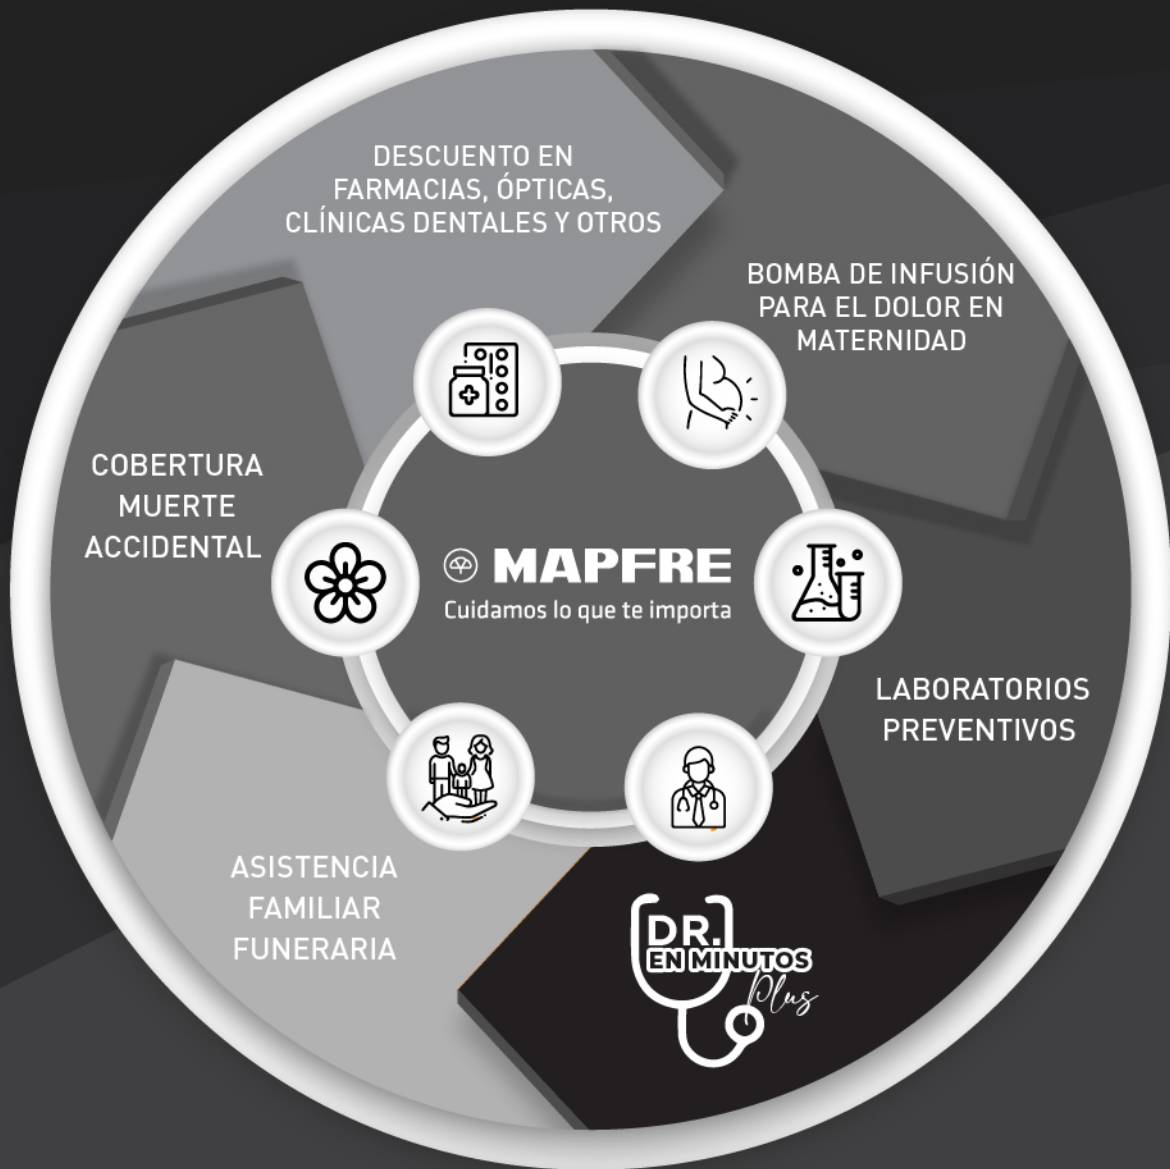 DESCUENTO EN
FARMACIAS, ÓPTICAS,
CLÍNICAS DENTALES Y OTROS
BOMBA DE INFUSIÓN
PARA EL DOLOR EN
MATERNIDAD
COBERTURA
MUERTE
ACCIDENTAL
MAPFRE
Cuidamos lo que te importa
LABORATORIOS
PREVENTIVOS
ASISTENCIA
FAMILIAR
FUNERARIA
DR.
EN MINUTOS
Plus